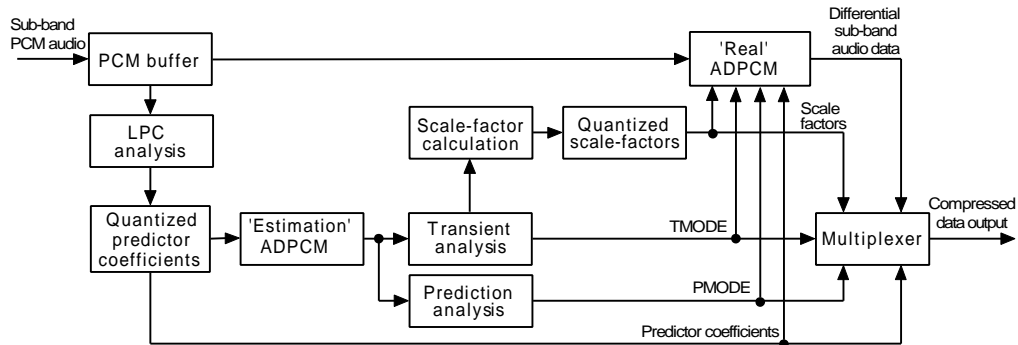 Sub-band
PCM audio
PCM buffer
'Real'
ADPCM
Differential
sub-band
audio data
LPC
analysis
Scale-factor
calculation
Quantized
scale-factors
Scale
factors
Quantized
predictor
coefficients
'Estimation'
ADPCM
Transient
analysis
TMODE
Multiplexer
Compressed
data output
Prediction
analysis
PMODE
Predictor coefficients